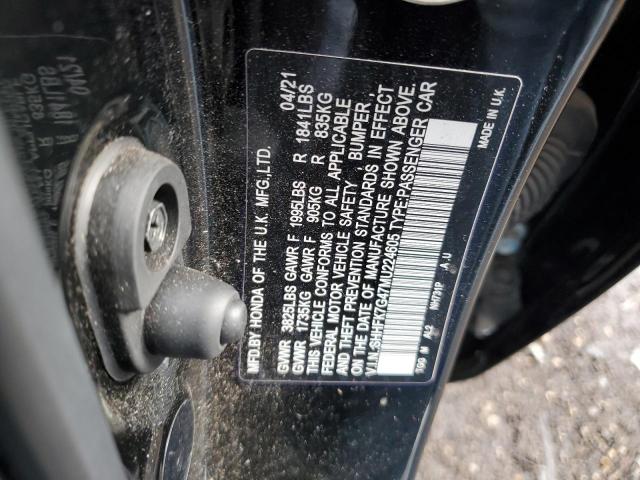 MFD.BY HONDA OF THE U.K. MFG.,LTD. 04/21
GVWR 3825LBS GAWR F 1995LBS R 1841LBS
GVWR 1735KG GAWR F 905KG R 835KG
THIS VEHICLE CONFORMS TO ALL APPLICABLE
FEDERAL MOTOR VEHICLE SAFETY , BUMPER ,
AND THEFT PREVENTION STANDARDS IN EFFECT
ON THE DATE OF MANUFACTURE SHOWN ABOVE.
V.I.N.:SHHFK7G47MU224605 TYPE:PASSENGER CAR
NH731P A J
MADE IN U.K.